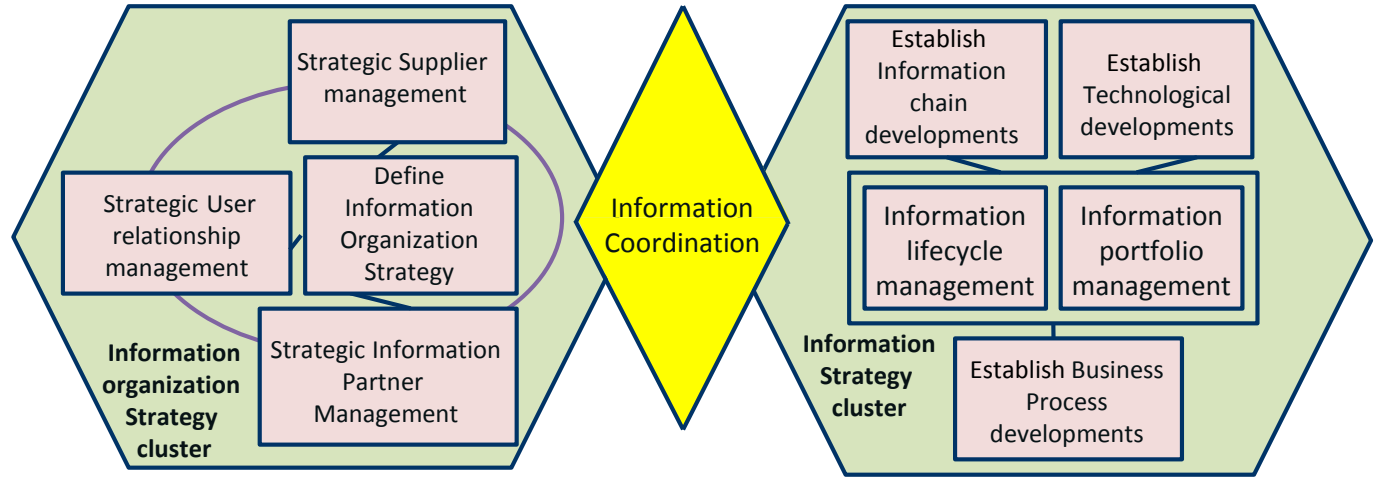 Strategic Supplier
management
Strategic User
relationship
management
Define
Information
Organization
Strategy
Strategic Information
Partner
Management
Information
organization
Strategy
cluster
Information
Coordination
Establish
Information
chain
developments
Establish
Technological
developments
Information
lifecycle
management
Information
portfolio
management
Information
Strategy
cluster
Establish Business
Process
developments